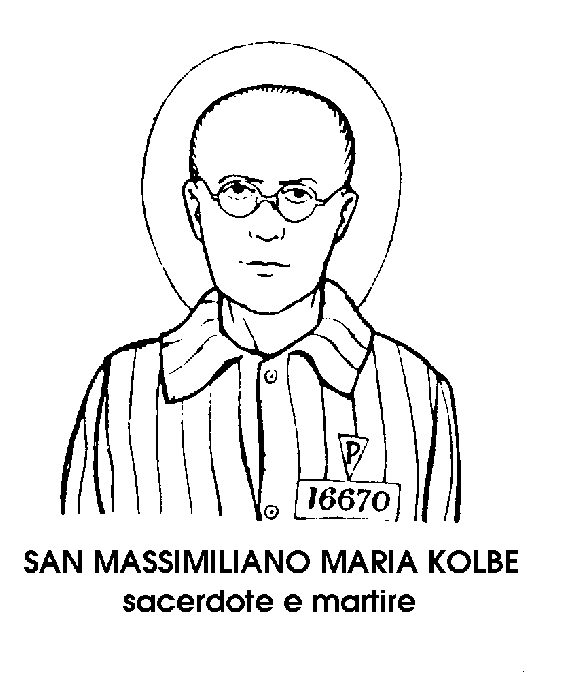 P
16670
SAN MASSIMILIANO MARIA KOLBE
sacerdote e martire